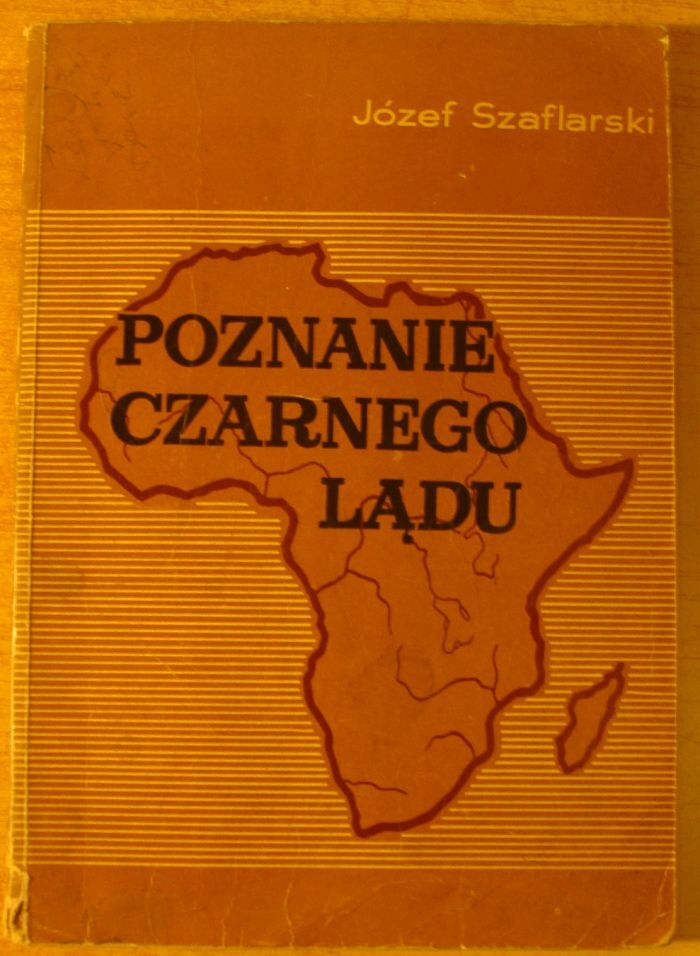 Józef Szaflarski
POZNANIE
CZARNEGO
LĄDU